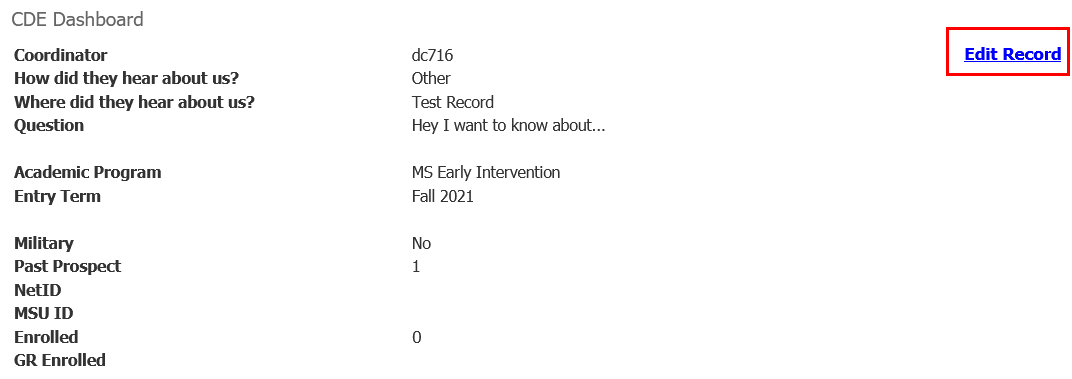 CDE Dashboard
Coordinator dc716 Edit Record
How did they hear about us? Other
Where did they hear about us? Test Record
Question Hey I want to know about...
Academic Program MS Early Intervention
Entry Term Fall 2021
Military No
Past Prospect 1
NetID
MSU ID
Enrolled 0
GR Enrolled